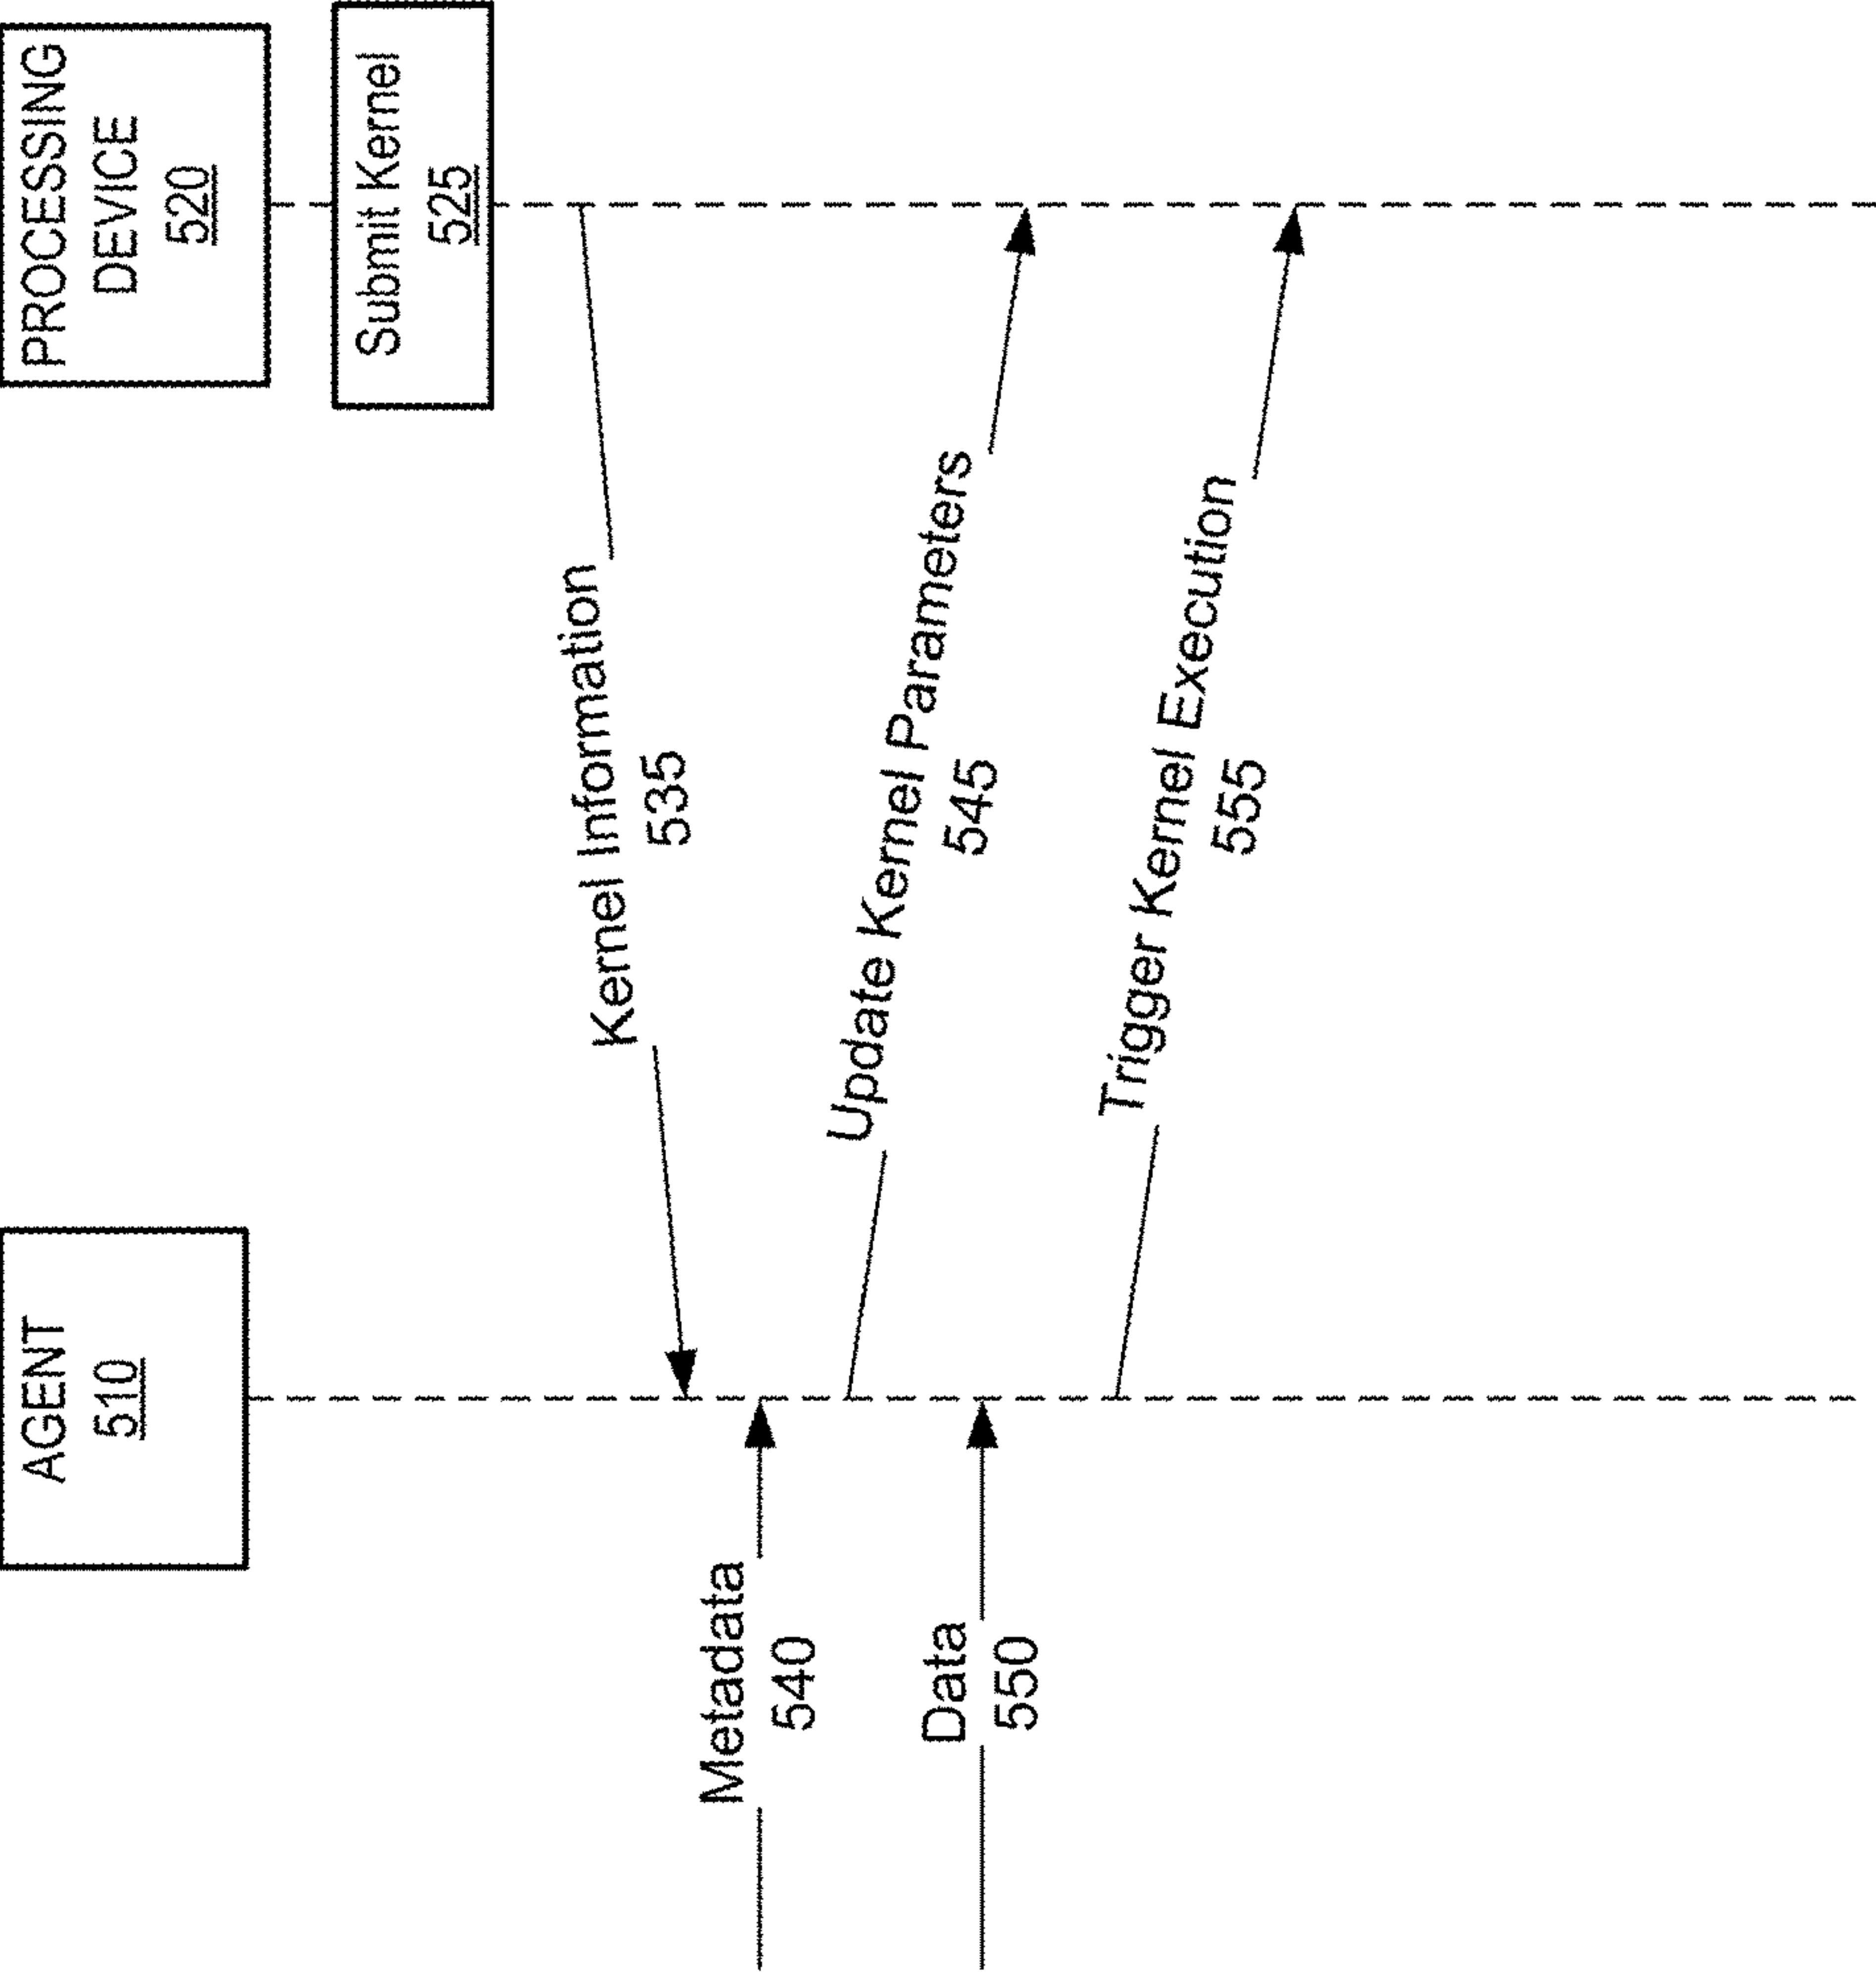 AGENT
510
PROCESSING
DEVICE
520
Submit Kernel
525
Kernel Information
535
Metadata
540
Update Kernel Parameters
545
Data
550
Trigger Kernel Execution
555